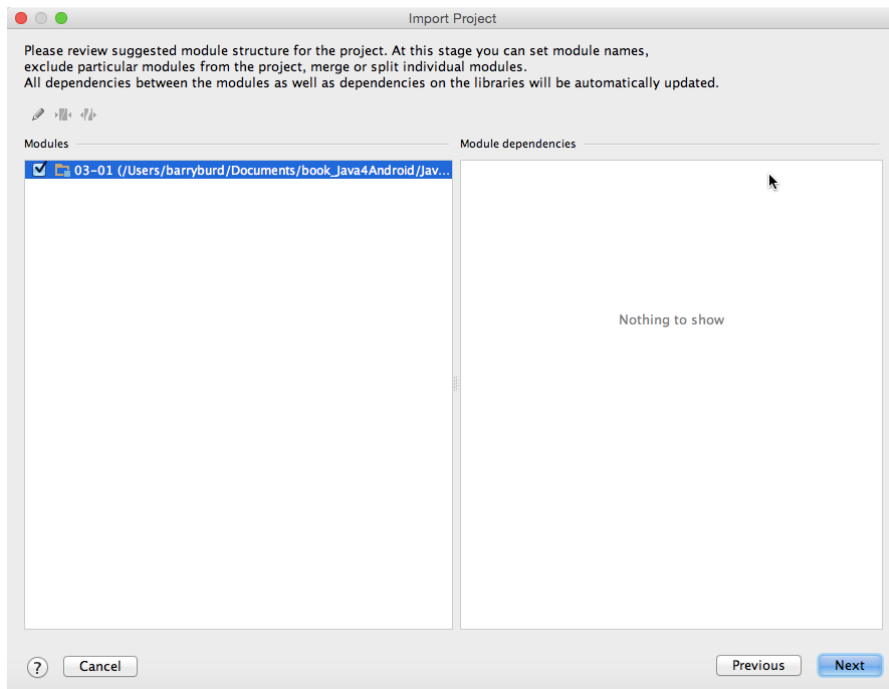 Import Project
Please review suggested module structure for the project. At this stage you can set module names,
exclude particular modules from the project, merge or split individual modules.
All dependencies between the modules as well as dependencies on the libraries will be automatically updated.
Modules
Module dependencies
03-01 (/Users/barryburd/Documents/book_Java4Android/Jav...
Nothing to show
?
Cancel
Previous
Next